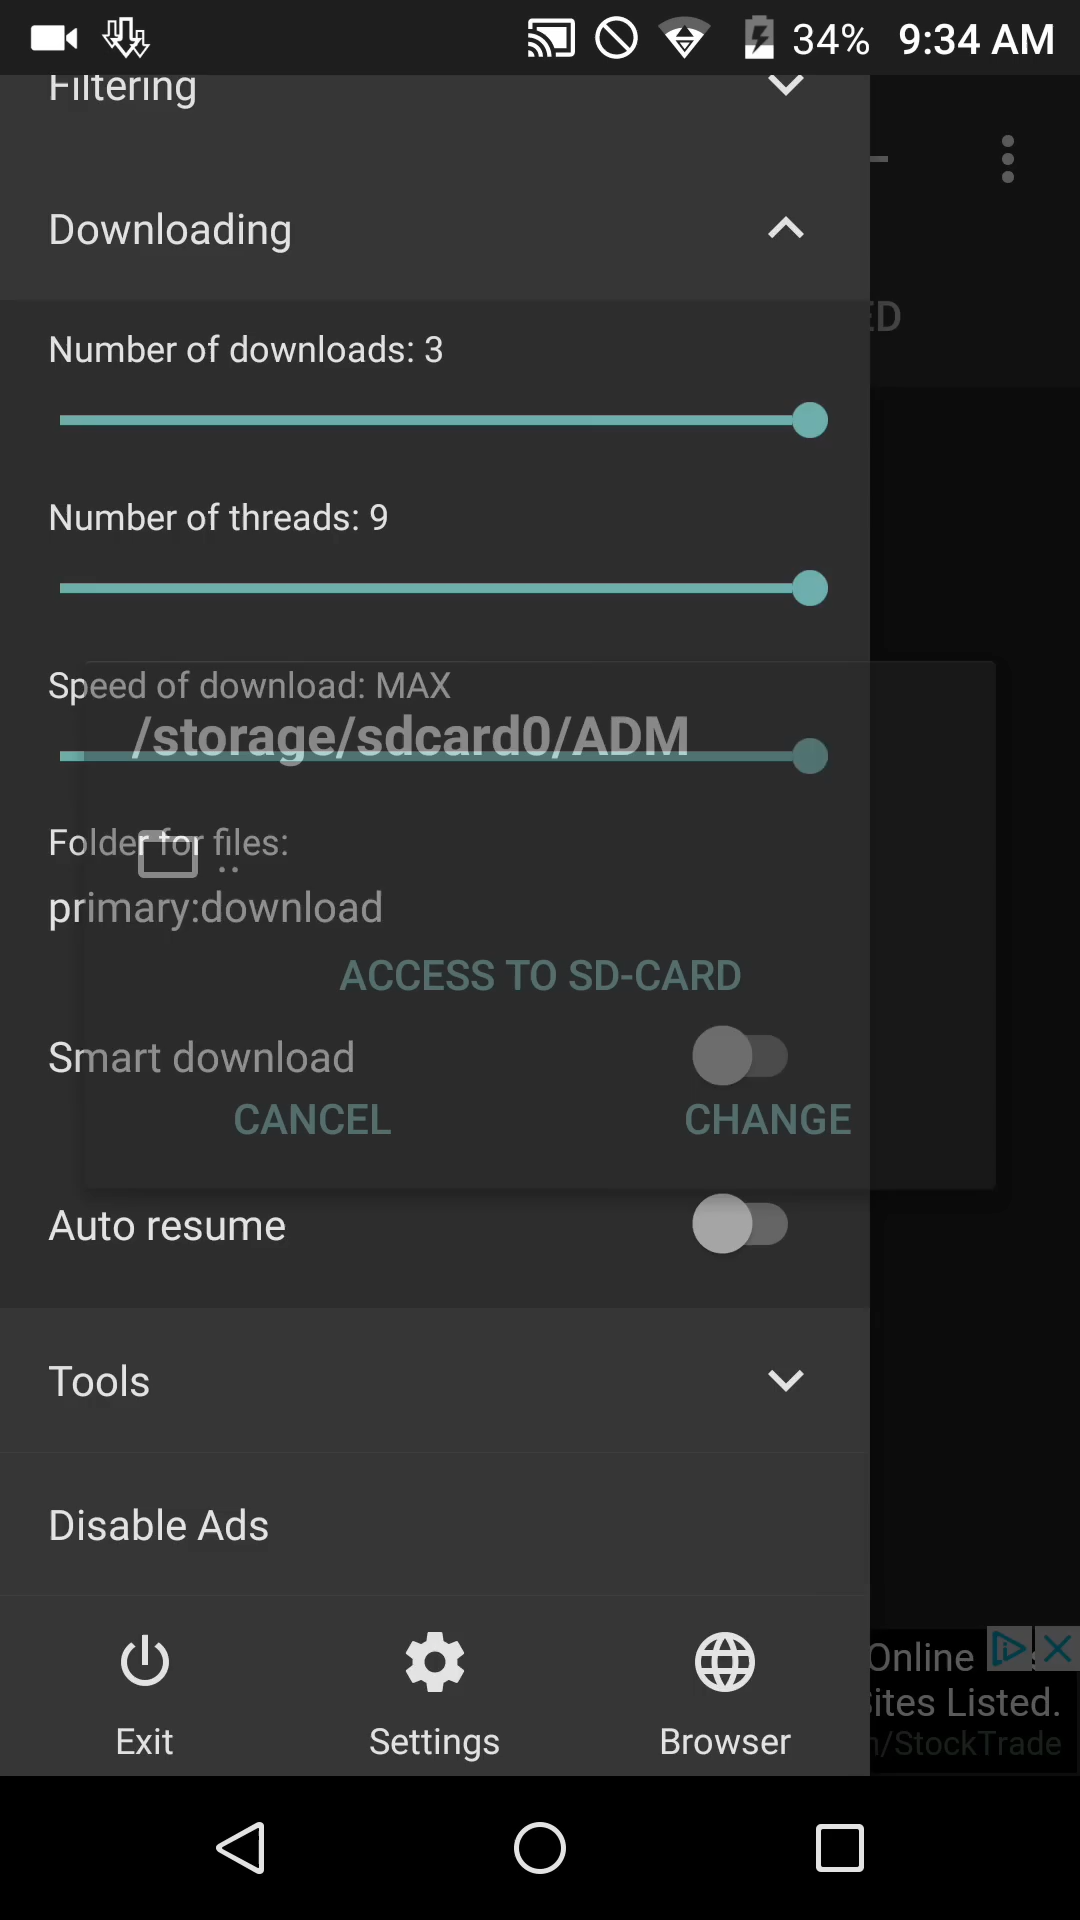 34% 9:34 AM
Filtering
Downloading
ED
Number of downloads: 3
Number of threads: 9
Speed of download: MAX
/storage/sdcard0/ADM
Folder for files:
..
primary:download
ACCESS TO SD-CARD
Smart download
CANCEL CHANGE
Auto resume
Tools
Disable Ads
Online
ites Listed.
/StockTrade
Exit Settings Browser